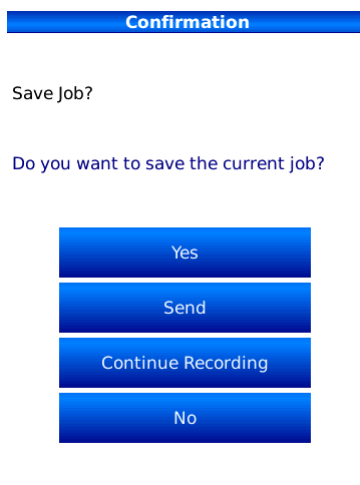 Confirmation
Save Job?
Do you want to save the current job?
Yes
Send
Continue Recording
No